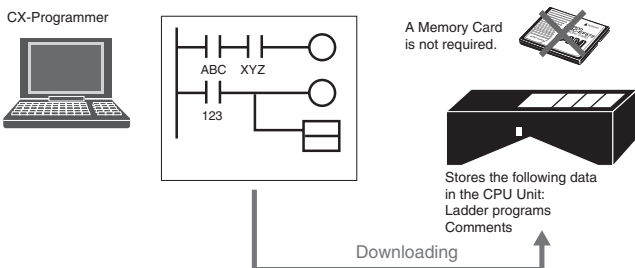 CX-Programmer
ABC XYZ
123
A Memory Card
is not required.
Stores the following data
in the CPU Unit:
Ladder programs
Comments
Downloading